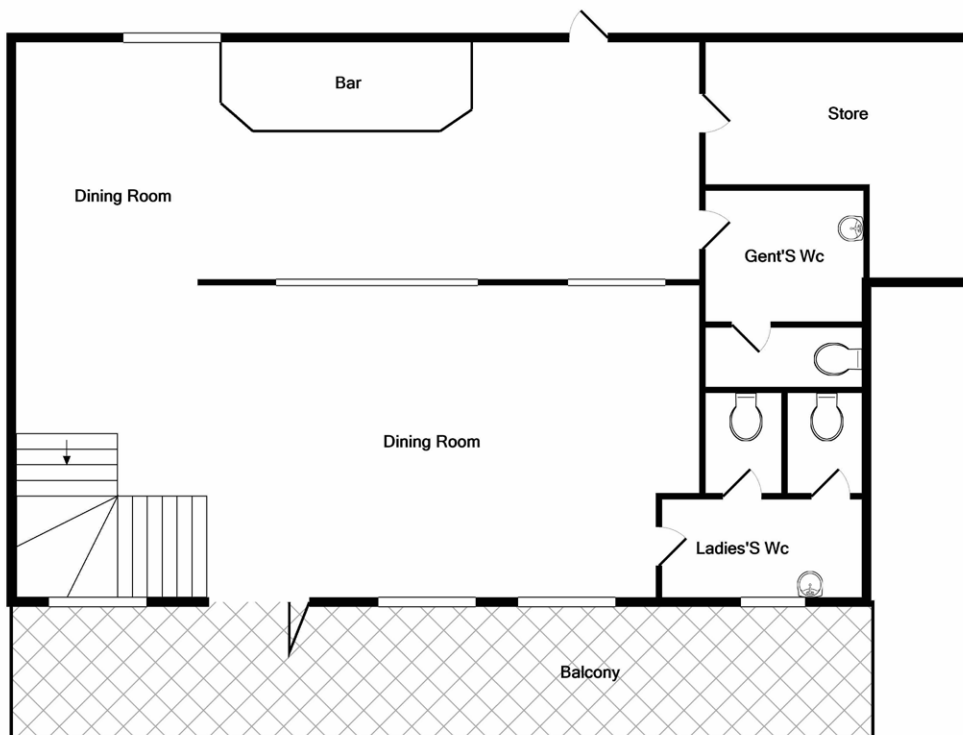 Bar
Store
Dining Room
Gent'S Wc
Dining Room
Ladies'S Wc
Balcony